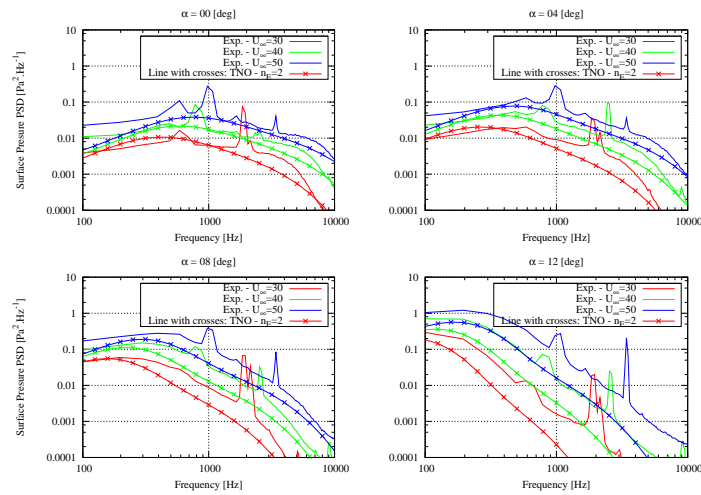 α = 00 [deg]
Surface Pressure PSD [Pa².Hz⁻¹]
10
1
0.1
0.01
0.001
0.0001
100
1000
10000
Frequency [Hz]
Exp. - U∞=30
Exp. - U∞=40
Exp. - U∞=50
Line with crosses: TNO - n_E=2
α = 04 [deg]
10
1
0.1
0.01
0.001
0.0001
100
1000
10000
Frequency [Hz]
Exp. - U∞=30
Exp. - U∞=40
Exp. - U∞=50
Line with crosses: TNO - n_E=2
α = 08 [deg]
Surface Pressure PSD [Pa².Hz⁻¹]
10
1
0.1
0.01
0.001
0.0001
100
1000
10000
Frequency [Hz]
Exp. - U∞=30
Exp. - U∞=40
Exp. - U∞=50
Line with crosses: TNO - n_E=2
α = 12 [deg]
10
1
0.1
0.01
0.001
0.0001
100
1000
10000
Frequency [Hz]
Exp. - U∞=30
Exp. - U∞=40
Exp. - U∞=50
Line with crosses: TNO - n_E=2